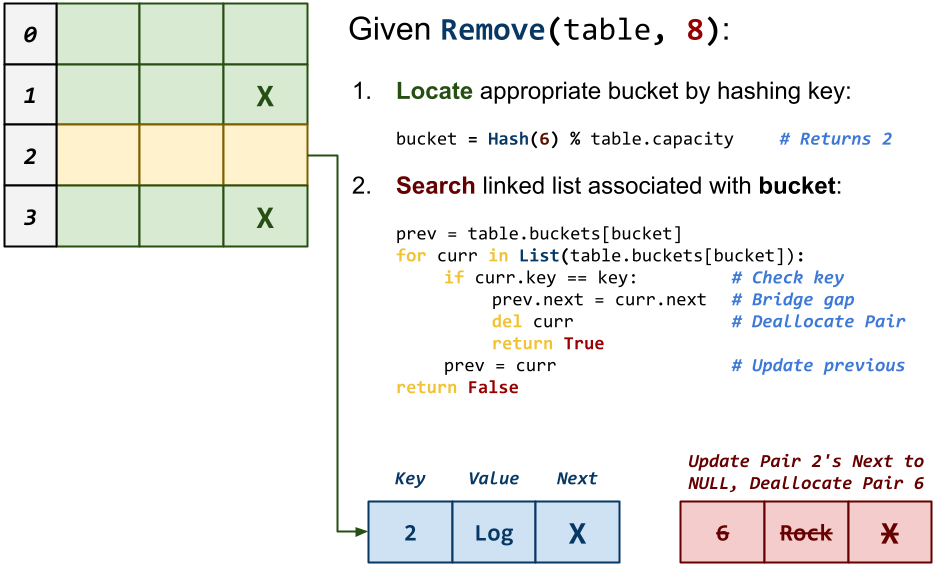 Given Remove(table, 8):
0
1 X
2
3 X
1. Locate appropriate bucket by hashing key:
bucket = Hash(6) % table.capacity # Returns 2
2. Search linked list associated with bucket:
prev = table.buckets[bucket]
for curr in List(table.buckets[bucket]):
if curr.key == key: # Check key
prev.next = curr.next # Bridge gap
del curr # Deallocate Pair
return True
prev = curr # Update previous
return False
Key Value Next
2 Log X
Update Pair 2's Next to
NULL, Deallocate Pair 6
6 Rock X